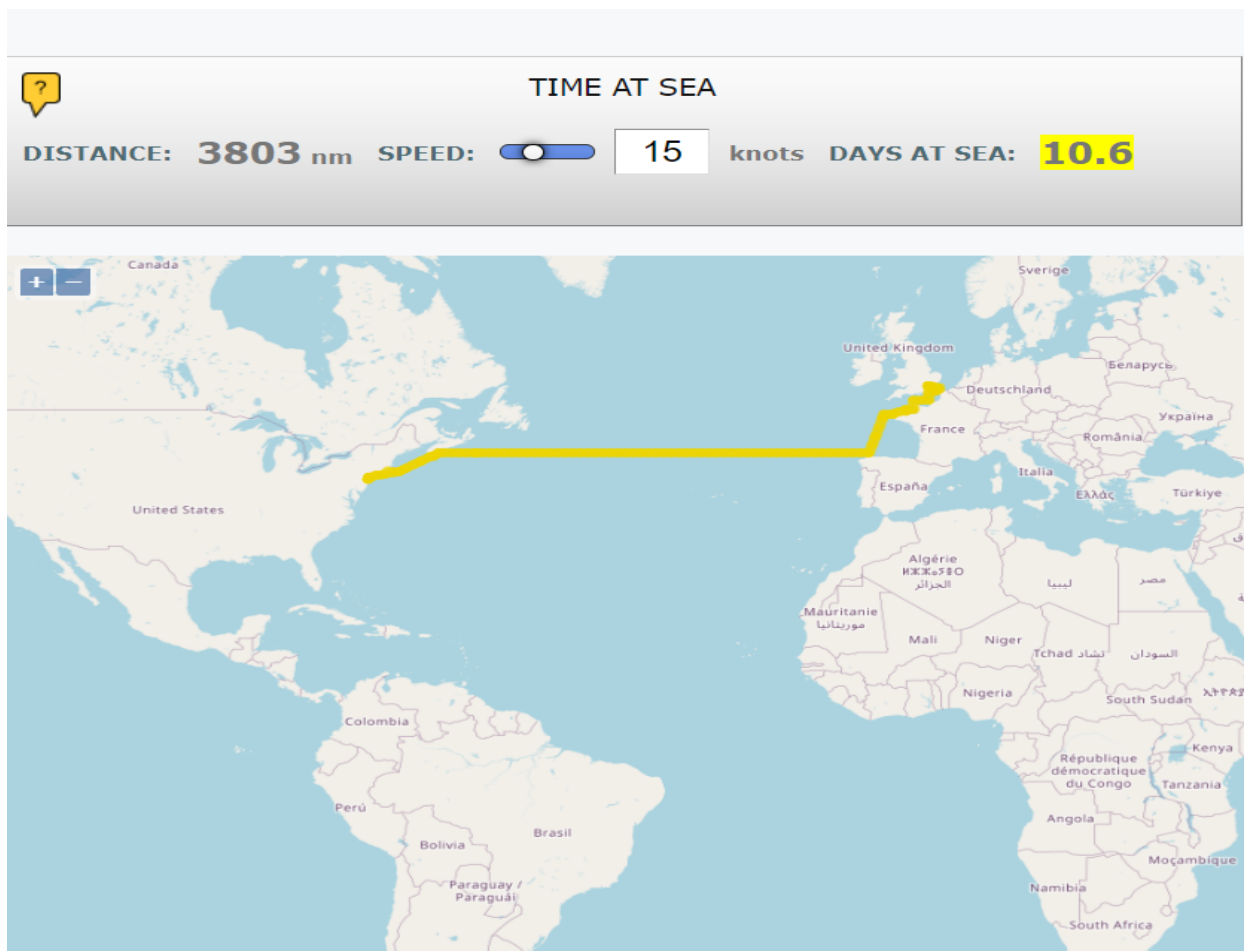 ?
TIME AT SEA
DISTANCE: 3803 nm SPEED: 15 knots DAYS AT SEA: 10.6
+ −
Canada
Sverige
United Kingdom
Беларусь
Deutschland
Україна
France
România
Italia
España
Ελλάς
Türkiye
United States
Algérie
ⵍⵣⵣⴰⵢⴻⵔ
الجزائر
ليبيا
مصر
Mauritanie
موريتانيا
Mali
Niger
Tchad تشاد
السودان
Nigeria
South Sudan
Colombia
Kenya
République
démocratique
du Congo
Tanzania
Perú
Angola
Brasil
Bolivia
Moçambique
Paraguay /
Paraguái
Namibia
South Africa